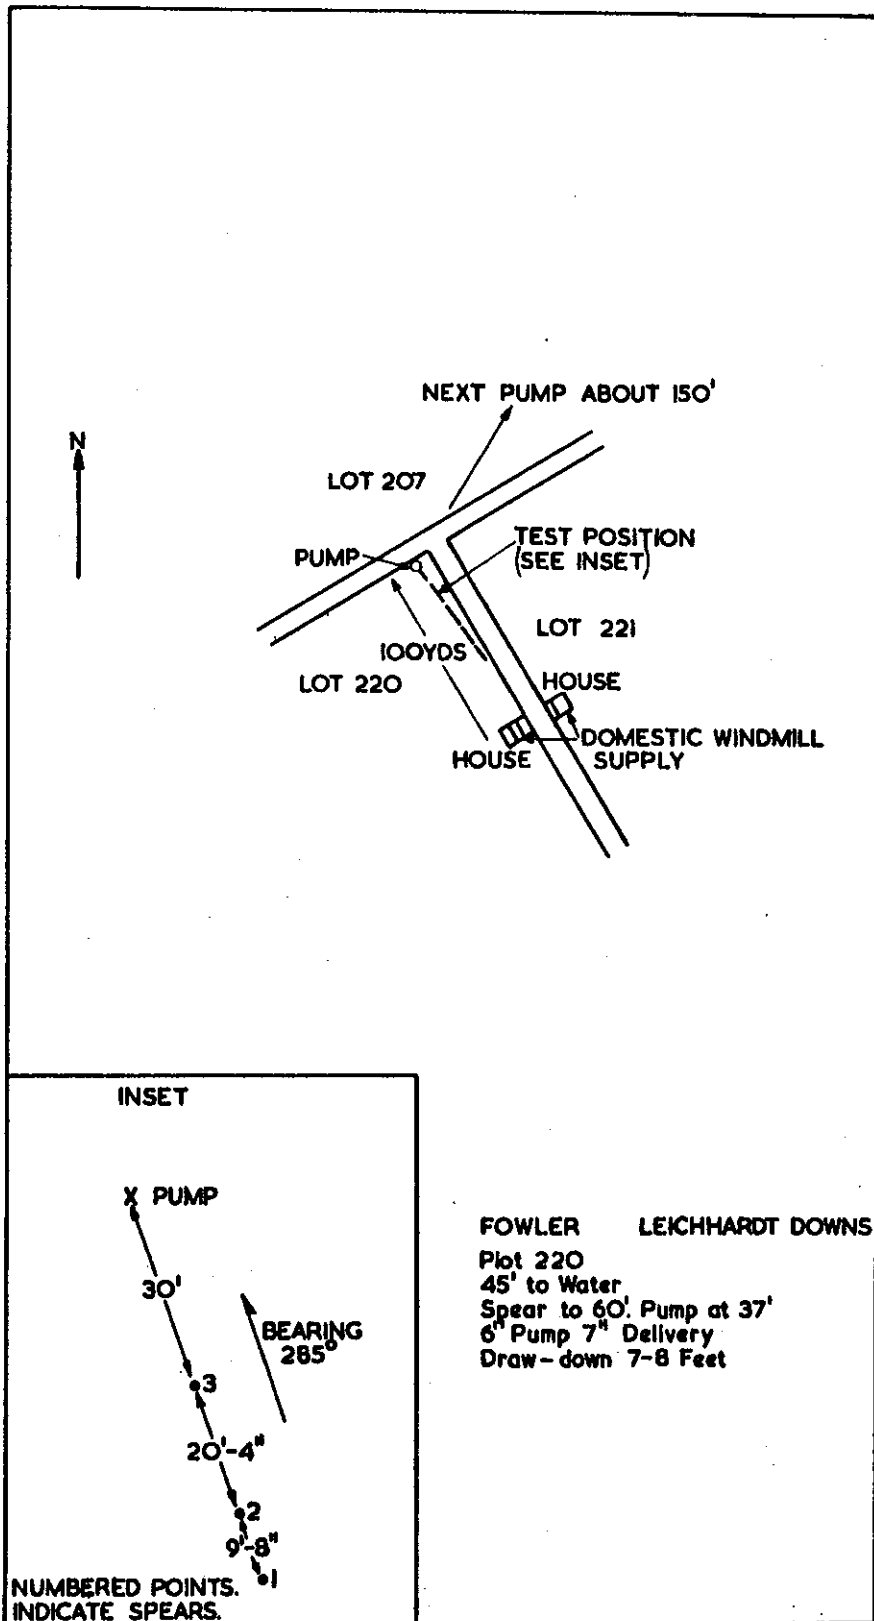 NEXT PUMP ABOUT 150'
N
LOT 207
TEST POSITION
(SEE INSET)
PUMP
LOT 221
100YDS
LOT 220
HOUSE
DOMESTIC WINDMILL
SUPPLY
HOUSE
INSET
X PUMP
30'
BEARING
285°
3
20'-4"
2
9'-8"
1
NUMBERED POINTS.
INDICATE SPEARS.
FOWLER LEICHHARDT DOWNS
Plot 220
45' to Water
Spear to 60'. Pump at 37'
6" Pump 7" Delivery
Draw-down 7-8 Feet